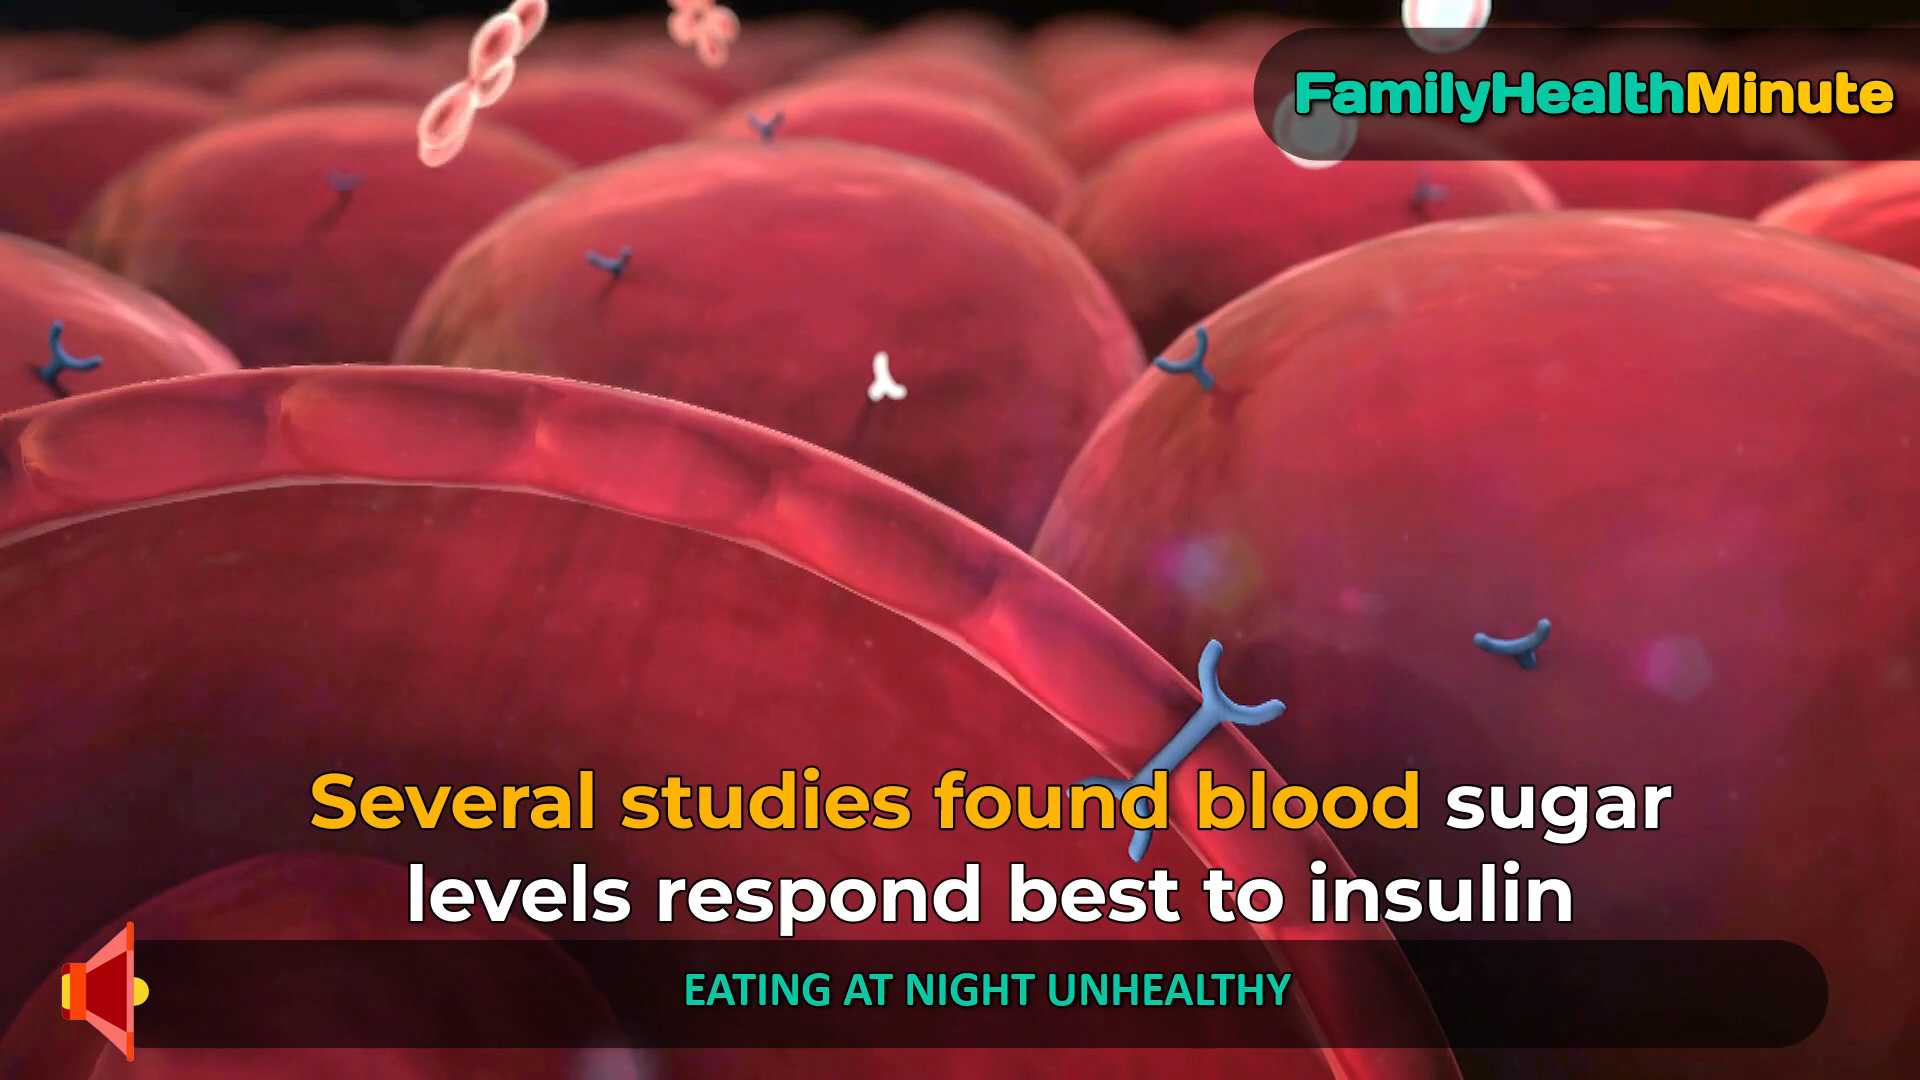 FamilyHealthMinute
Several studies found blood sugar
levels respond best to insulin
EATING AT NIGHT UNHEALTHY